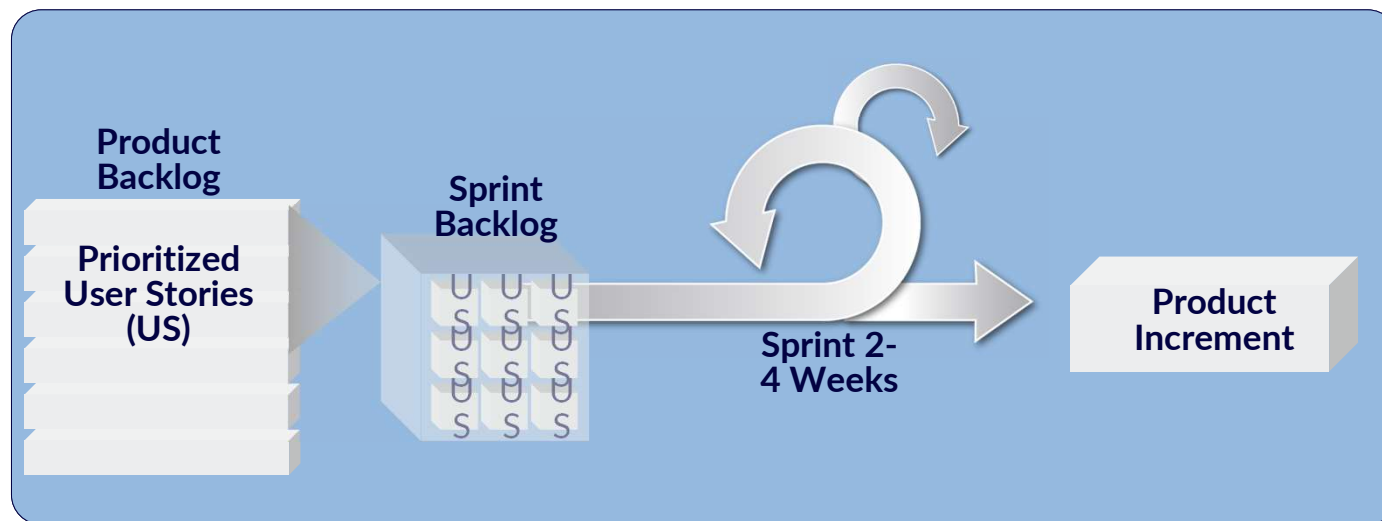 Product
Backlog
Prioritized
User Stories
(US)
Sprint
Backlog
U U U
S S S
U U U
S S S
U U U
S S S
Sprint 2-
4 Weeks
Product
Increment